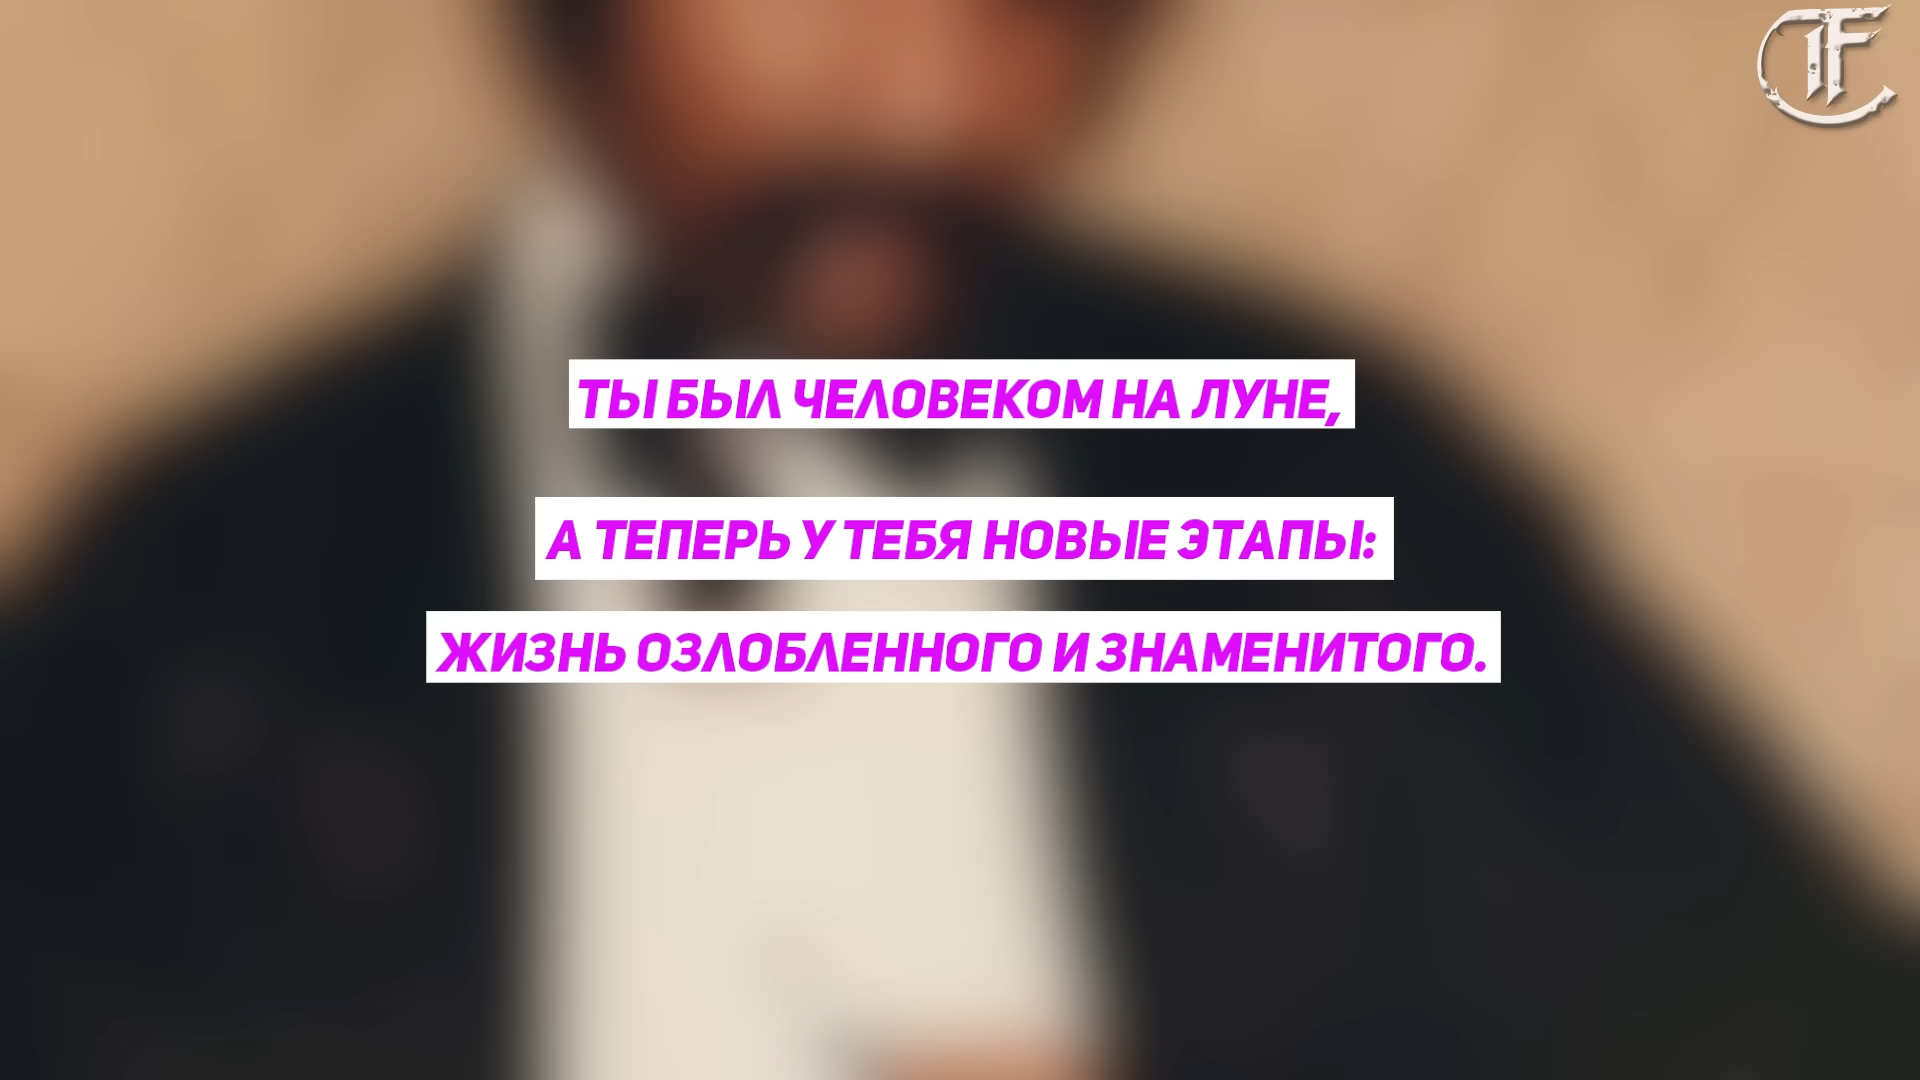 ТЫ БЫЛ ЧЕЛОВЕКОМ НА ЛУНЕ,
А ТЕПЕРЬ У ТЕБЯ НОВЫЕ ЭТАПЫ:
ЖИЗНЬ ОЗЛОБЛЕННОГО И ЗНАМЕНИТОГО.